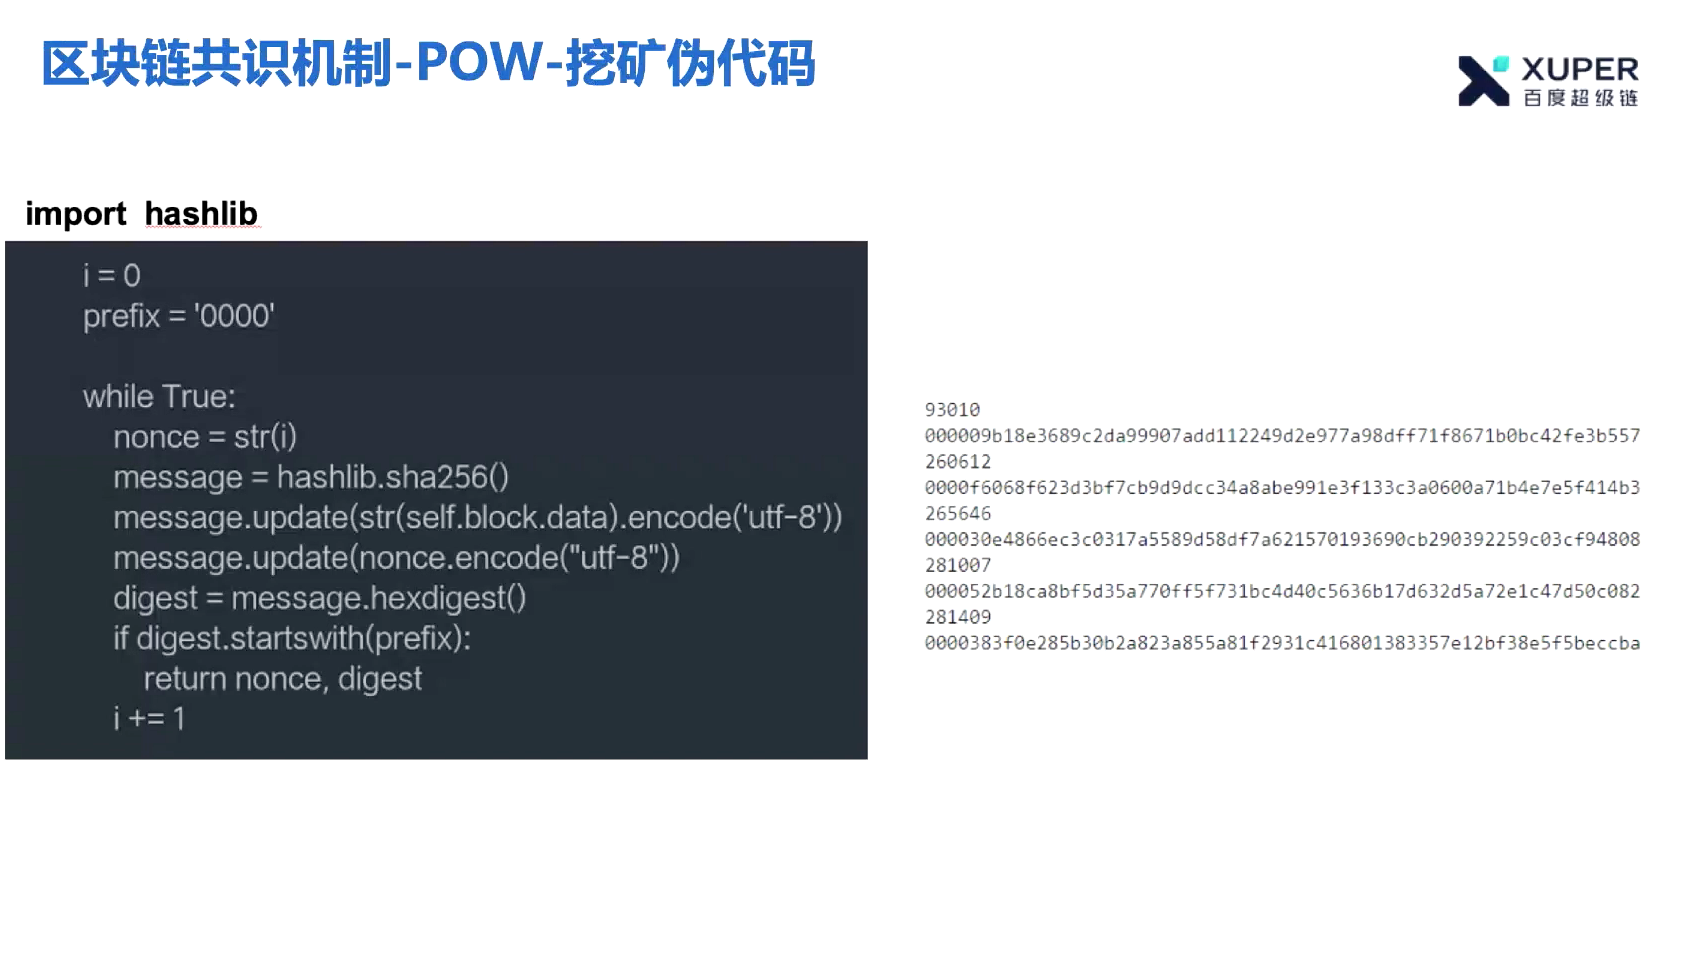 区块链共识机制-POW-挖矿伪代码
XUPER
百度超级链
import hashlib
i = 0
prefix = '0000'
while True:
nonce = str(i)
message = hashlib.sha256()
message.update(str(self.block.data).encode('utf-8'))
message.update(nonce.encode("utf-8"))
digest = message.hexdigest()
if digest.startswith(prefix):
return nonce, digest
i += 1
93010
000009b18e3689c2da99907add112249d2e977a98dff71f8671b0bc42fe3b557
260612
0000f6068f623d3bf7cb9d9dcc34a8abe991e3f133c3a0600a71b4e7e5f414b3
265646
000030e4866ec3c0317a5589d58df7a621570193690cb290392259c03cf94808
281007
000052b18ca8bf5d35a770ff5f731bc4d40c5636b17d632d5a72e1c47d50c082
281409
0000383f0e285b30b2a823a855a81f2931c416801383357e12bf38e5f5beccba